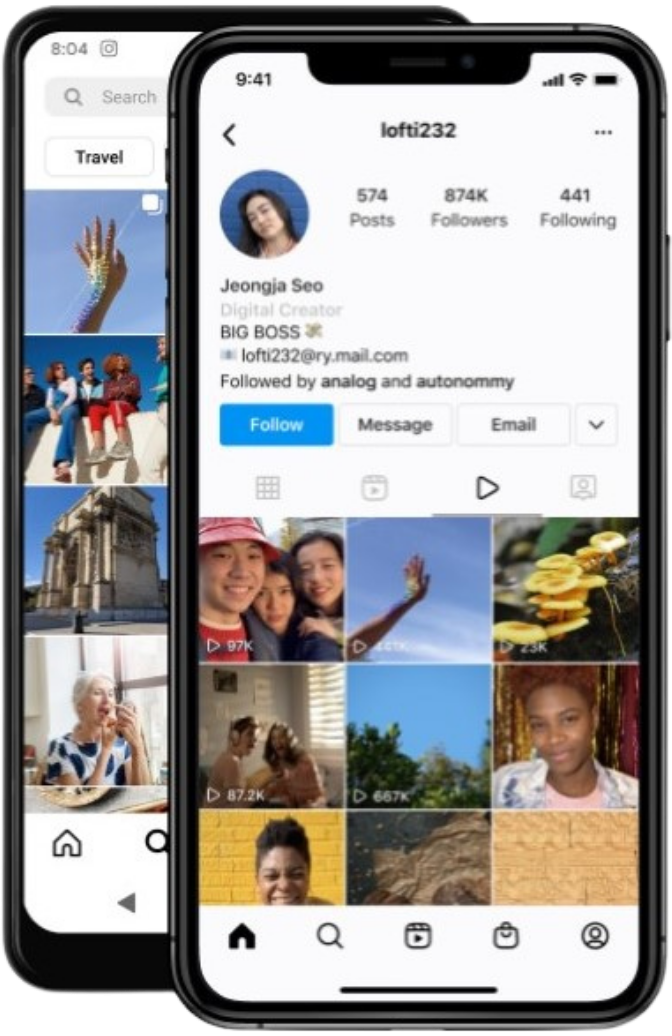 8:04
Search
Travel
9:41
lofti232
574 874K 441
Posts Followers Following
Jeongja Seo
Digital Creator
BIG BOSS
lofti232@ry.mail.com
Followed by analog and autonommy
Follow Message Email
97K 23K
87.2K 667K